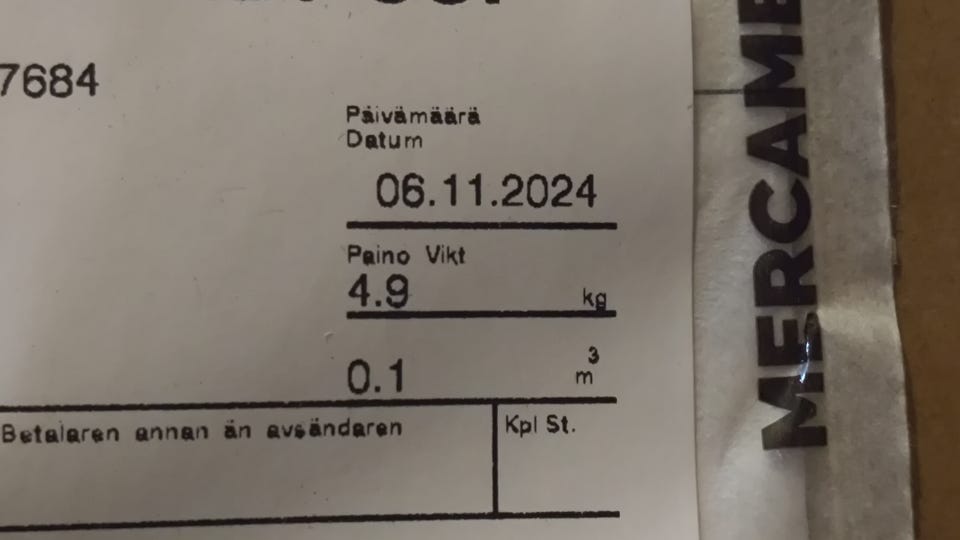 7684
Päivämäärä
Datum
06.11.2024
Paino Vikt
4.9 kg
0.1 m³
Betalaren annan än avsändaren
Kpl St.
MERCAME